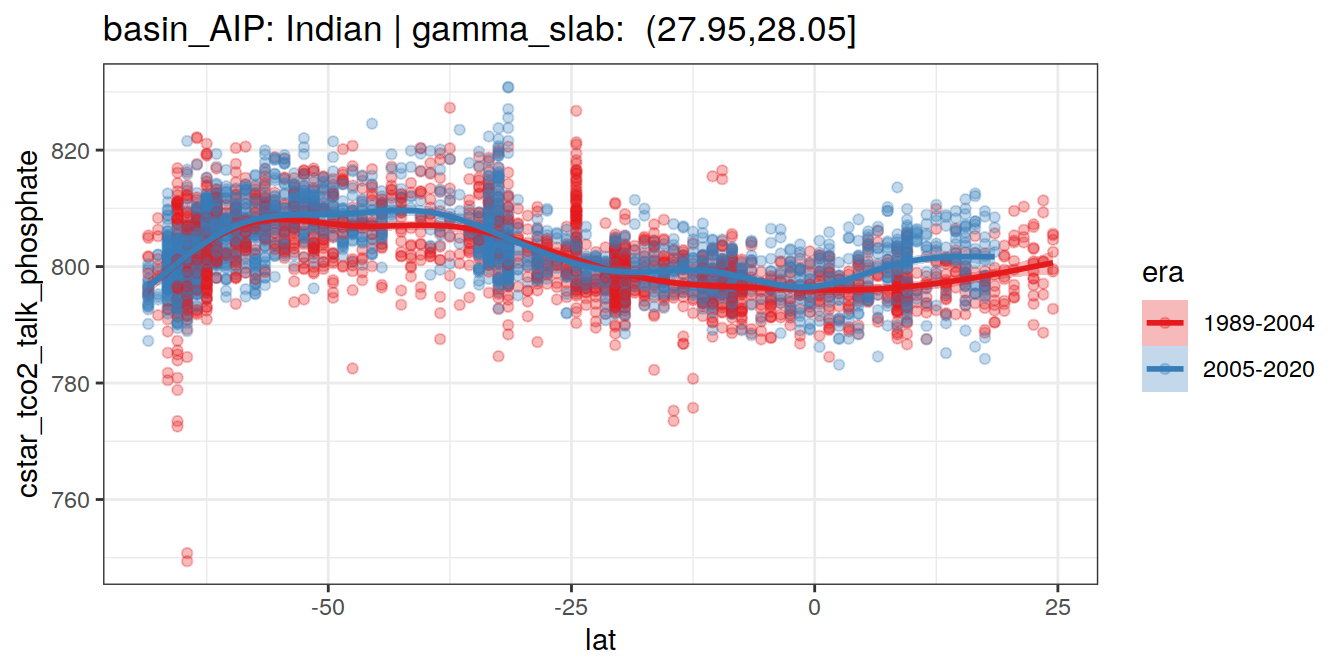 basin_AIP: Indian | gamma_slab:  (27.95,28.05]
cstar_tco2_talk_phosphate
820
800
780
760
-50
-25
0
25
lat
era
1989-2004
2005-2020